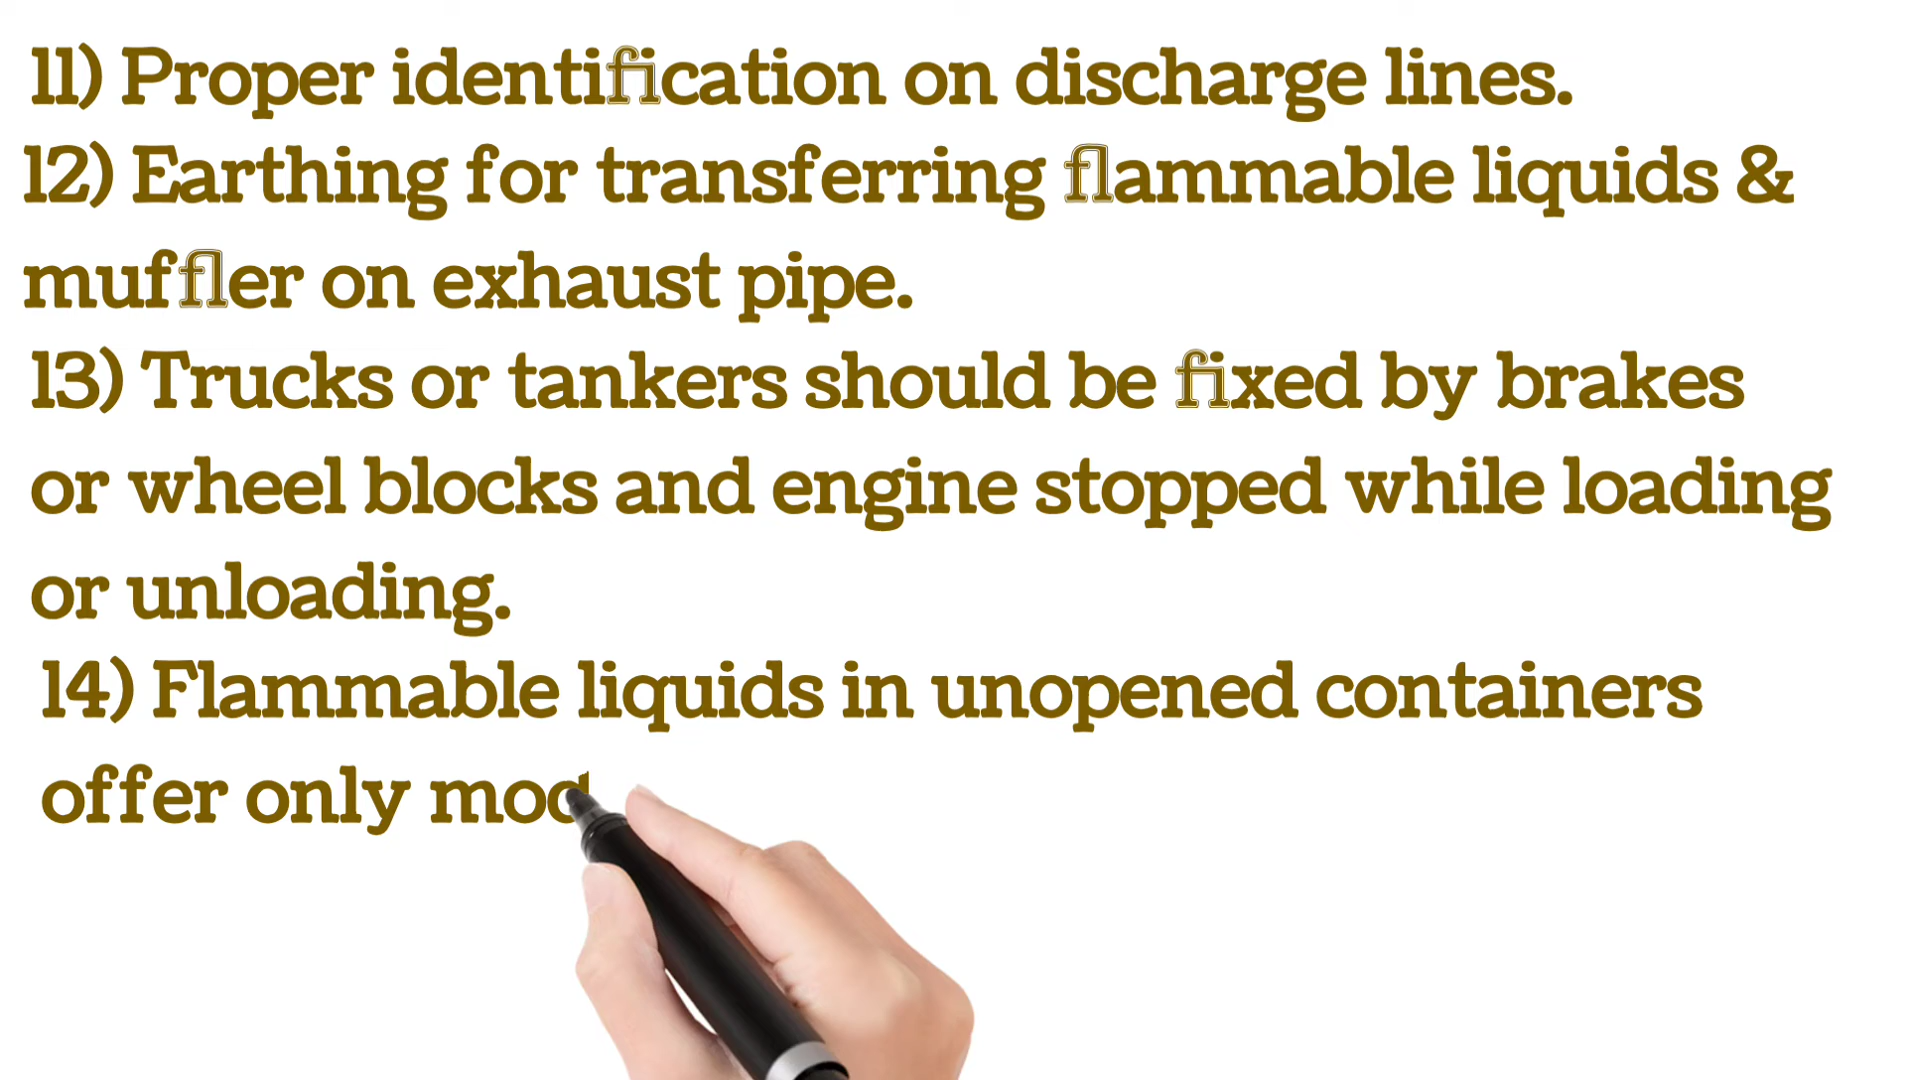 11) Proper identification on discharge lines.
12) Earthing for transferring flammable liquids &
muffler on exhaust pipe.
13) Trucks or tankers should be fixed by brakes
or wheel blocks and engine stopped while loading
or unloading.
14) Flammable liquids in unopened containers
offer only mod